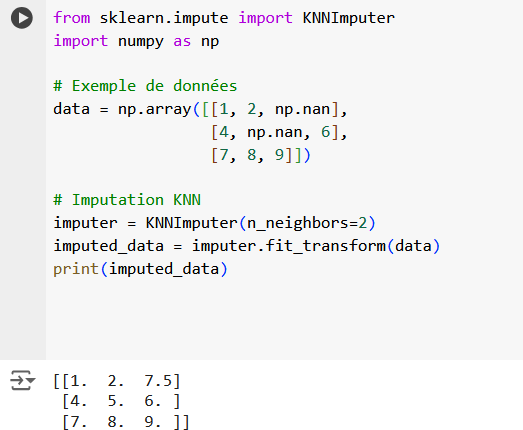 from sklearn.impute import KNNImputer
import numpy as np

# Exemple de données
data = np.array([[1, 2, np.nan],
                 [4, np.nan, 6],
                 [7, 8, 9]])

# Imputation KNN
imputer = KNNImputer(n_neighbors=2)
imputed_data = imputer.fit_transform(data)
print(imputed_data)

[[1.  2.  7.5]
 [4.  5.  6. ]
 [7.  8.  9. ]]